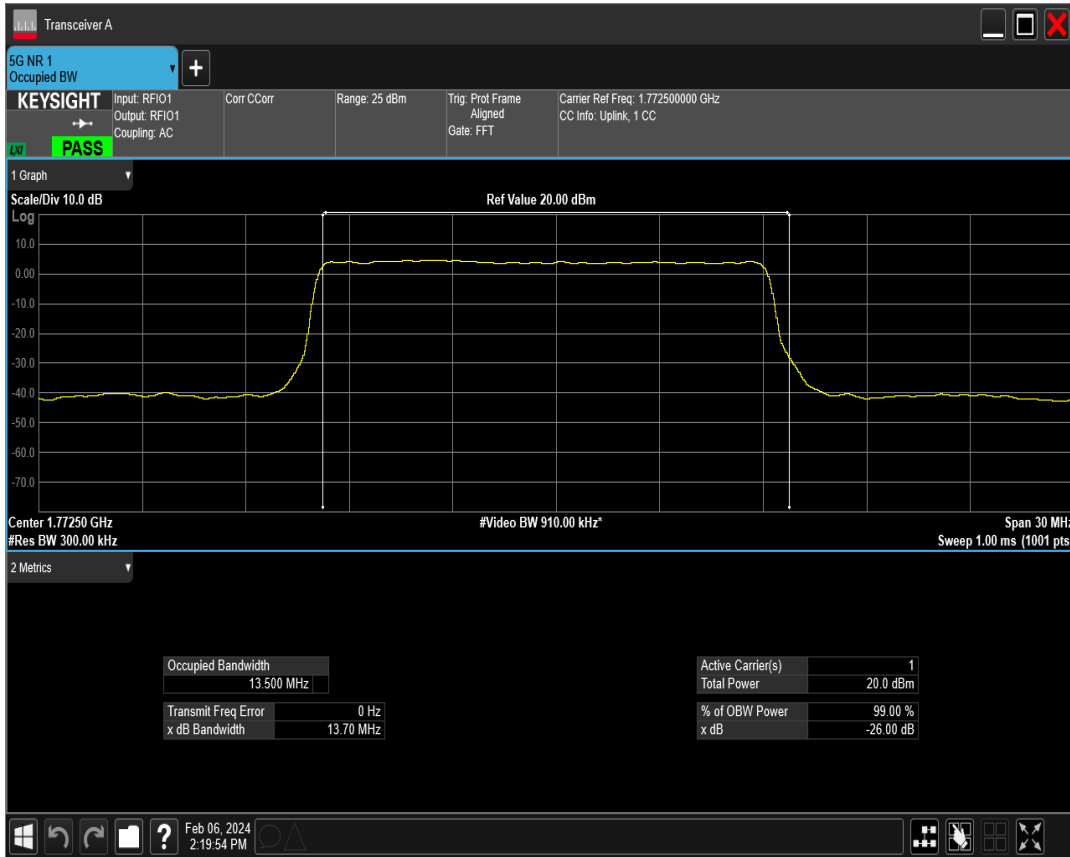 Transceiver A
5G NR 1
Occupied BW
KEYSIGHT
LXI
PASS
Input: RFIO1
Output: RFIO1
Coupling: AC
Corr CCorr
Range: 25 dBm
Trig: Prot Frame
Aligned
Gate: FFT
Carrier Ref Freq: 1.772500000 GHz
CC Info: Uplink, 1 CC
1 Graph
Scale/Div 10.0 dB
Ref Value 20.00 dBm
Log
10.0
0.00
-10.0
-20.0
-30.0
-40.0
-50.0
-60.0
-70.0
Center 1.77250 GHz
#Video BW 910.00 kHz*
Span 30 MHz
#Res BW 300.00 kHz
Sweep 1.00 ms (1001 pts
2 Metrics
Occupied Bandwidth
13.500 MHz
Transmit Freq Error 0 Hz
x dB Bandwidth 13.70 MHz
Active Carrier(s) 1
Total Power 20.0 dBm
% of OBW Power 99.00 %
x dB -26.00 dB
?
Feb 06, 2024
2:19:54 PM